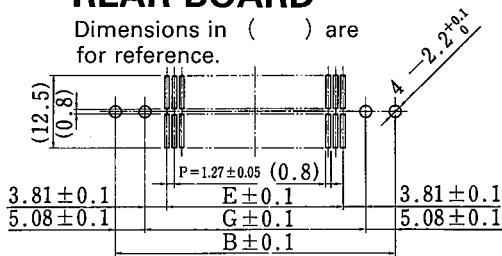 REAR BOARD
Dimensions in ( ) are
for reference.
4-2.2 +0.1 0
(12.5)
(0.8)
P=1.27±0.05 (0.8)
3.81±0.1 E±0.1 3.81±0.1
5.08±0.1 G±0.1 5.08±0.1
B±0.1